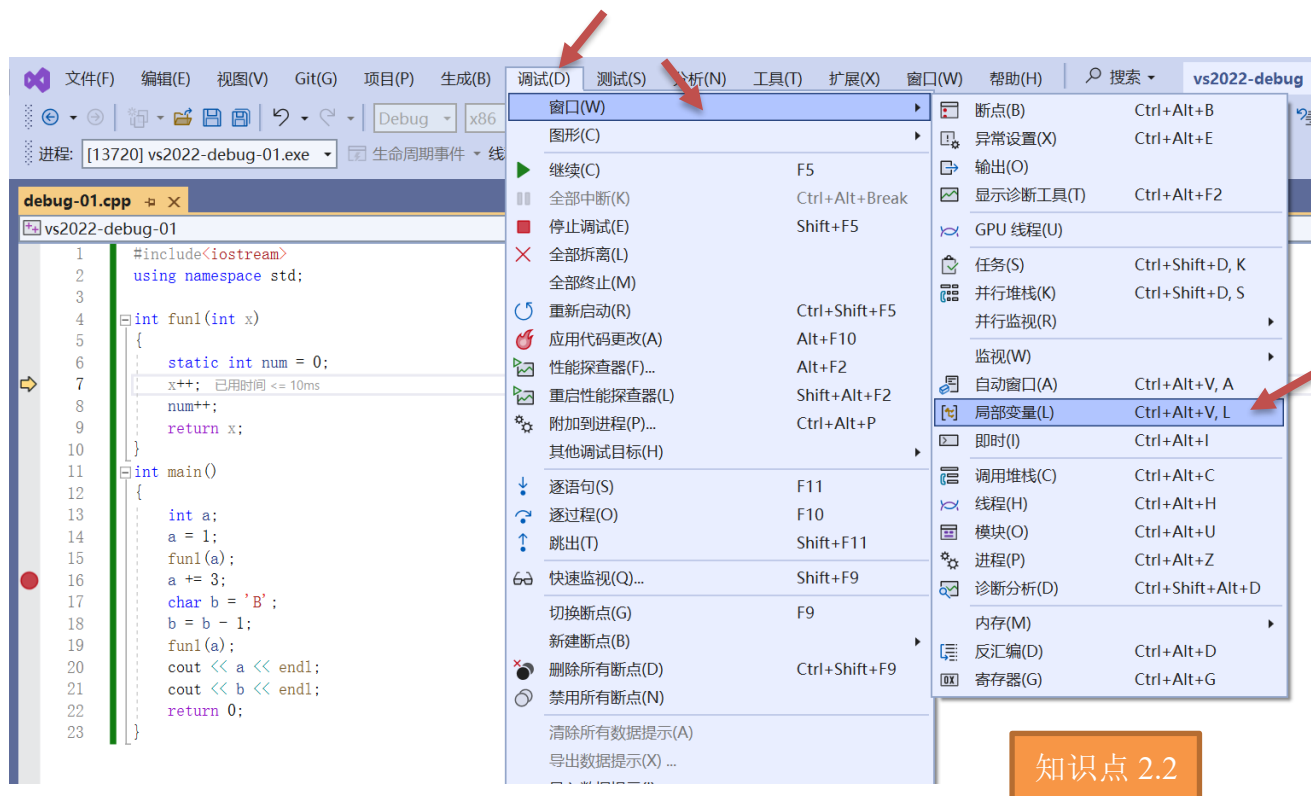 文件(F) 编辑(E) 视图(V) Git(G) 项目(P) 生成(B) 调试(D) 测试(S) 分析(N) 工具(T) 扩展(X) 窗口(W) 帮助(H) 搜索 vs2022-debug
Debug x86
进程: [13720] vs2022-debug-01.exe 生命周期事件
debug-01.cpp
vs2022-debug-01
1 #include<iostream>
2 using namespace std;
3
4 int fun1(int x)
5 {
6 static int num = 0;
7 x++; 已用时间 <= 10ms
8 num++;
9 return x;
10 }
11 int main()
12 {
13 int a;
14 a = 1;
15 fun1(a);
16 a += 3;
17 char b = 'B';
18 b = b - 1;
19 fun1(a);
20 cout << a << endl;
21 cout << b << endl;
22 return 0;
23 }
窗口(W)
图形(C)
继续(C) F5
全部中断(K) Ctrl+Alt+Break
停止调试(E) Shift+F5
全部拆离(L)
全部终止(M)
重新启动(R) Ctrl+Shift+F5
应用代码更改(A) Alt+F10
性能探查器(F)... Alt+F2
重启性能探查器(L) Shift+Alt+F2
附加到进程(P)... Ctrl+Alt+P
其他调试目标(H)
逐语句(S) F11
逐过程(O) F10
跳出(T) Shift+F11
快速监视(Q)... Shift+F9
切换断点(G) F9
新建断点(B)
删除所有断点(D) Ctrl+Shift+F9
禁用所有断点(N)
清除所有数据提示(A)
导出数据提示(X) ...
断点(B) Ctrl+Alt+B
异常设置(X) Ctrl+Alt+E
输出(O)
显示诊断工具(T) Ctrl+Alt+F2
GPU 线程(U)
任务(S) Ctrl+Shift+D, K
并行堆栈(K) Ctrl+Shift+D, S
并行监视(R)
监视(W)
自动窗口(A) Ctrl+Alt+V, A
局部变量(L) Ctrl+Alt+V, L
即时(I) Ctrl+Alt+I
调用堆栈(C) Ctrl+Alt+C
线程(H) Ctrl+Alt+H
模块(O) Ctrl+Alt+U
进程(P) Ctrl+Alt+Z
诊断分析(D) Ctrl+Shift+Alt+D
内存(M)
反汇编(D) Ctrl+Alt+D
寄存器(G) Ctrl+Alt+G
知识点 2.2